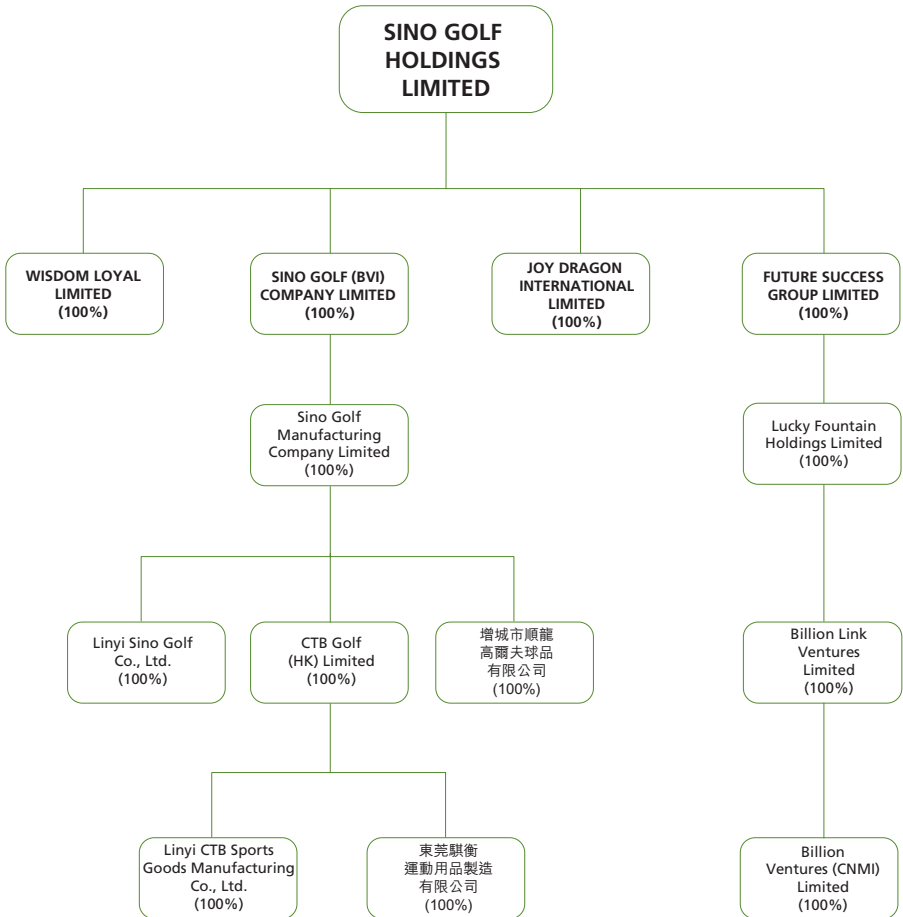 SINO GOLF
HOLDINGS
LIMITED
WISDOM LOYAL
LIMITED
(100%)
SINO GOLF (BVI)
COMPANY LIMITED
(100%)
JOY DRAGON
INTERNATIONAL
LIMITED
(100%)
FUTURE SUCCESS
GROUP LIMITED
(100%)
Sino Golf
Manufacturing
Company Limited
(100%)
Lucky Fountain
Holdings Limited
(100%)
Linyi Sino Golf
Co., Ltd.
(100%)
CTB Golf
(HK) Limited
(100%)
增城市順龍
高爾夫球品
有限公司
(100%)
Billion Link
Ventures
Limited
(100%)
Linyi CTB Sports
Goods Manufacturing
Co., Ltd.
(100%)
東莞騏衡
運動用品製造
有限公司
(100%)
Billion
Ventures (CNMI)
Limited
(100%)